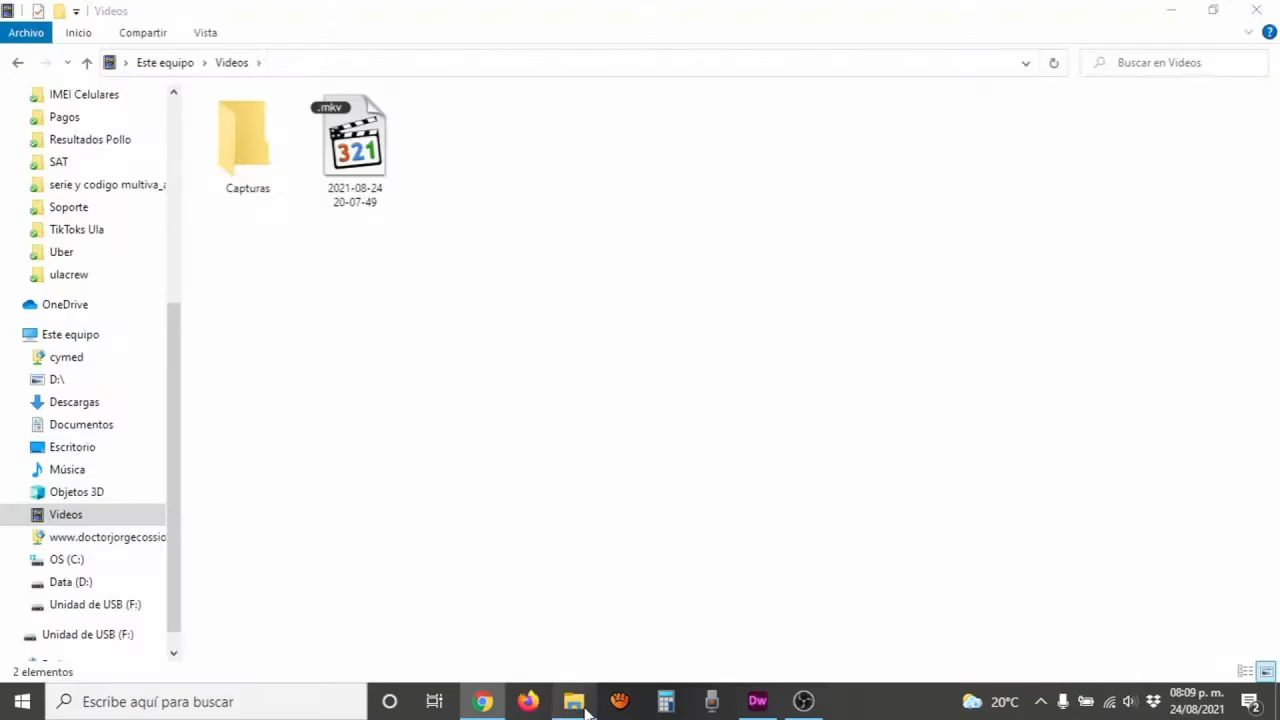 Videos
Archivo Inicio Compartir Vista
Este equipo Videos Buscar en Videos
IMEI Celulares
Pagos
Resultados Pollo
SAT
serie y codigo multiva_a
Soporte
TikToks Ula
Uber
ulacrew
OneDrive
Este equipo
cymed
D:\
Descargas
Documentos
Escritorio
Música
Objetos 3D
Videos
www.doctorjorgecossio
OS (C:)
Data (D:)
Unidad de USB (F:)
Unidad de USB (F:)
.mkv
321
Capturas
2021-08-24
20-07-49
2 elementos
Escribe aquí para buscar
Dw
20°C
08:09 p. m.
24/08/2021
2